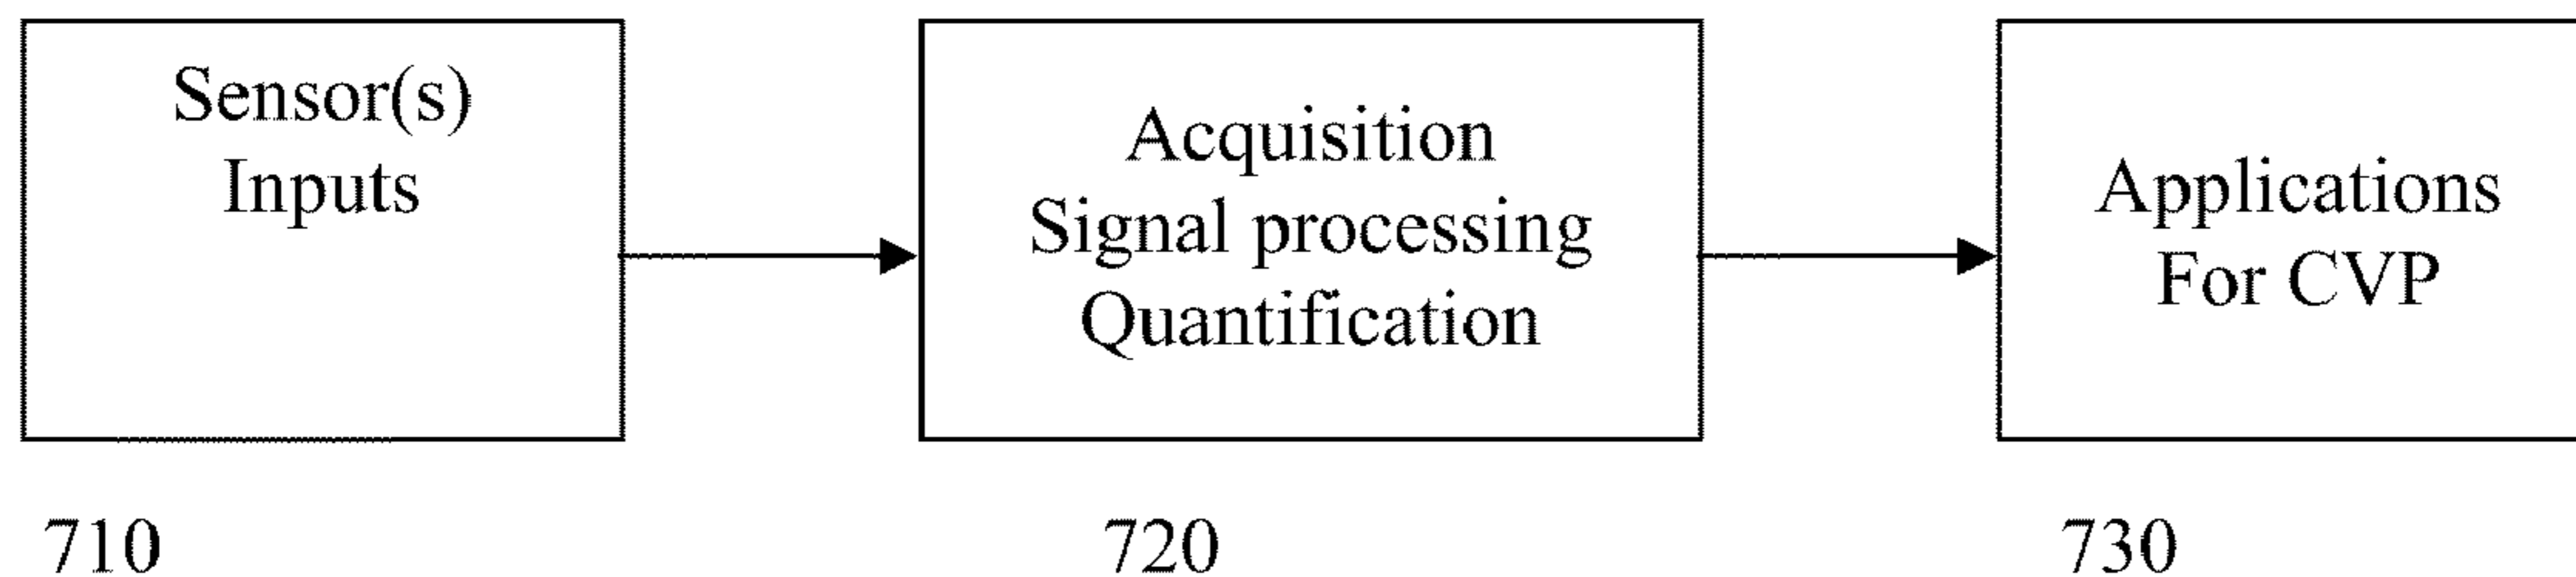 Sensor(s)
Inputs
Acquisition
Signal processing
Quantification
Applications
For CVP
710
720
730